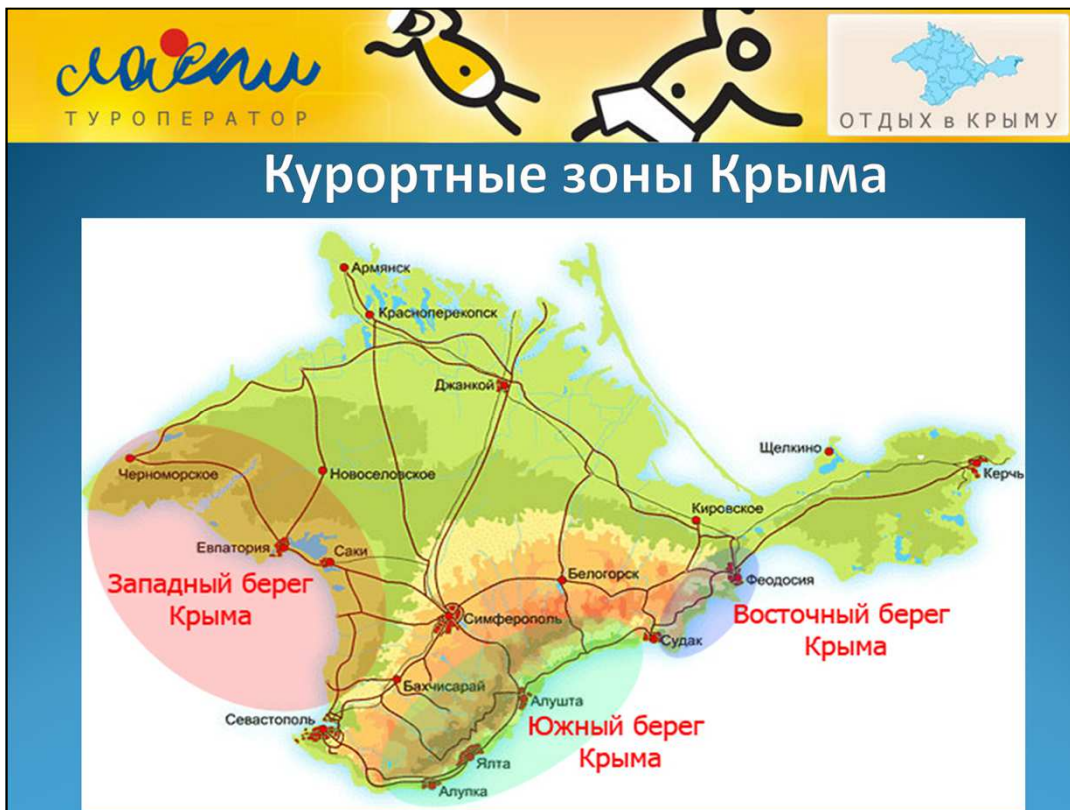 Ласпи
ТУРОПЕРАТОР
ОТДЫХ в КРЫМУ
Курортные зоны Крыма
Армянск
Красноперекопск
Джанкой
Щелкино
Черноморское
Новоселовское
Керчь
Кировское
Евпатория
Саки
Белогорск
Феодосия
Западный берег
Крыма
Симферополь
Восточный берег
Крыма
Судак
Бахчисарай
Алушта
Севастополь
Южный берег
Крыма
Ялта
Алупка